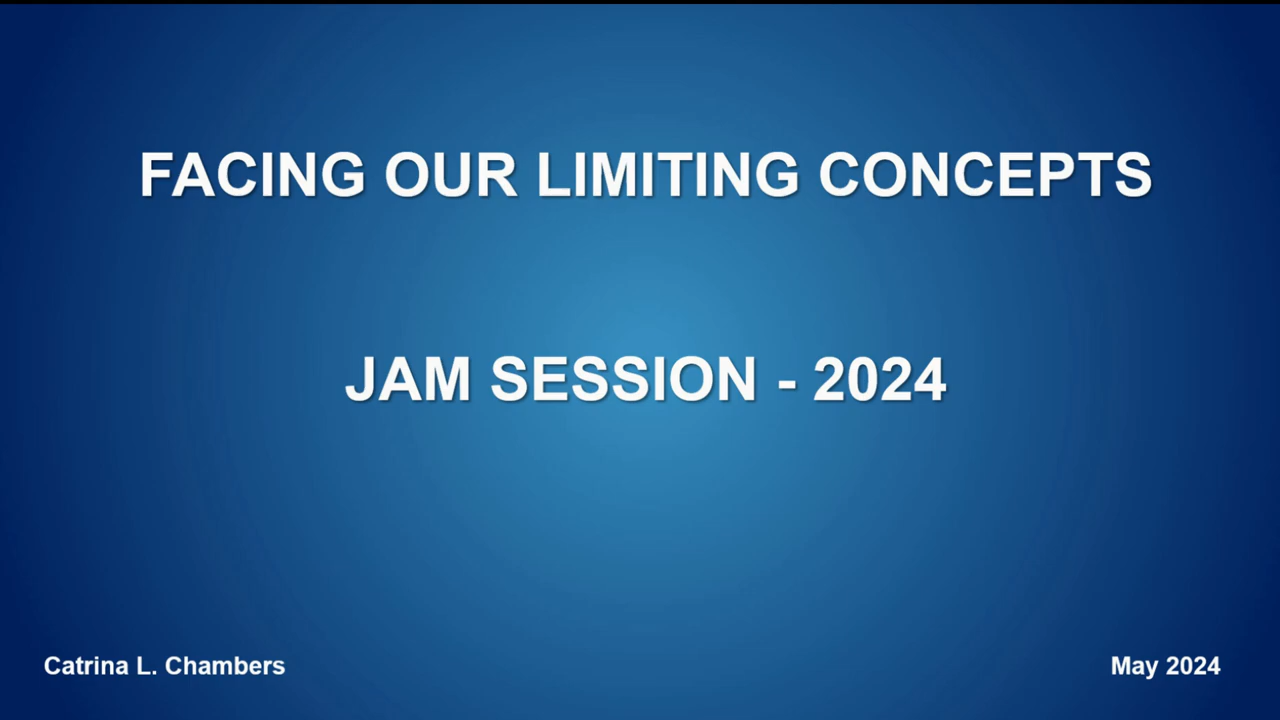 FACING OUR LIMITING CONCEPTS
JAM SESSION - 2024
Catrina L. Chambers
May 2024